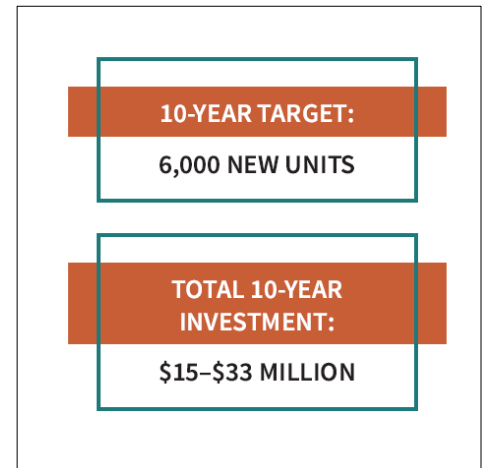 10-YEAR TARGET:
6,000 NEW UNITS
TOTAL 10-YEAR
INVESTMENT:
$15–$33 MILLION